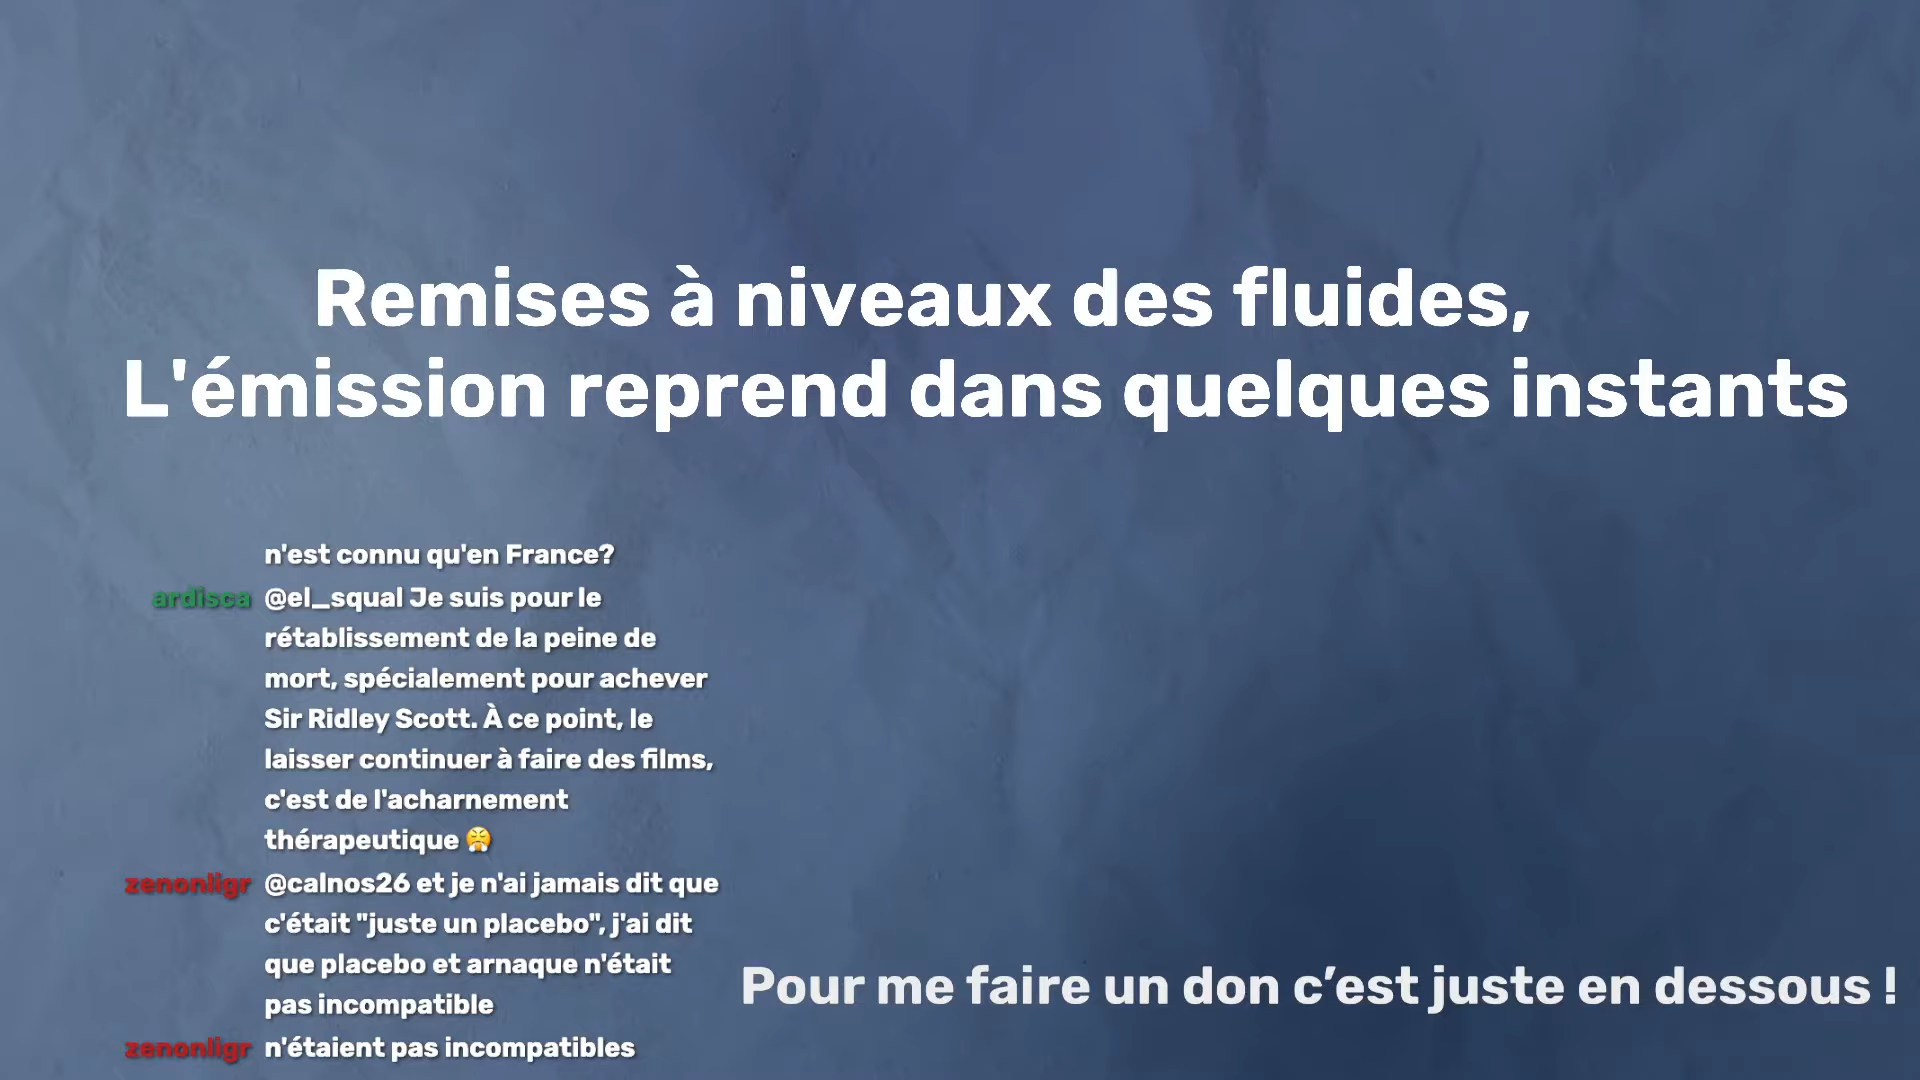 Remises à niveaux des fluides,
L'émission reprend dans quelques instants
n'est connu qu'en France?
ardisca @el_squal Je suis pour le
rétablissement de la peine de
mort, spécialement pour achever
Sir Ridley Scott. À ce point, le
laisser continuer à faire des films,
c'est de l'acharnement
thérapeutique 😤
zenonligr @calnos26 et je n'ai jamais dit que
c'était "juste un placebo", j'ai dit
que placebo et arnaque n'était
pas incompatible
zenonligr n'étaient pas incompatibles
Pour me faire un don c’est juste en dessous !